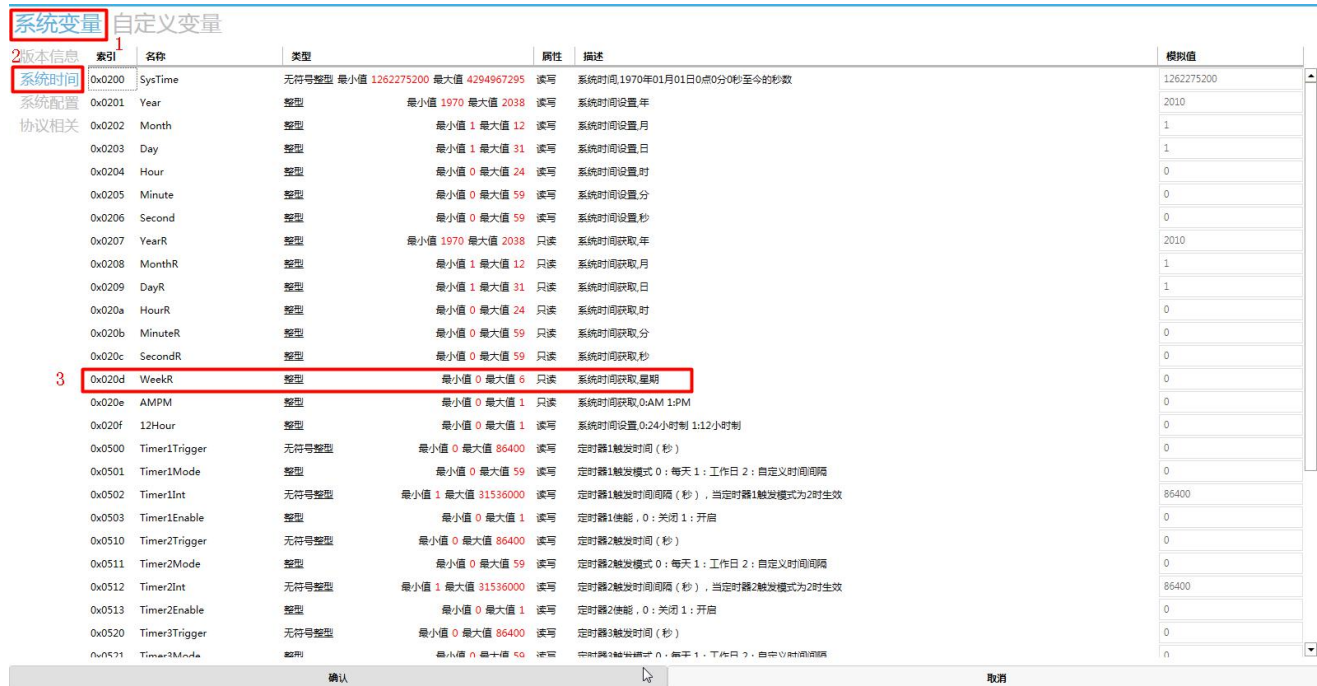 系统变量 自定义变量
1
2 版本信息 索引 名称 类型 属性 描述 模拟值
系统时间 0x0200 SysTime 无符号整型 最小值 1262275200 最大值 4294967295 读写 系统时间,1970年01月01日0点0分0秒至今的秒数 1262275200
系统配置 0x0201 Year 整型 最小值 1970 最大值 2038 读写 系统时间设置,年 2010
协议相关 0x0202 Month 整型 最小值 1 最大值 12 读写 系统时间设置,月 1
0x0203 Day 整型 最小值 1 最大值 31 读写 系统时间设置,日 1
0x0204 Hour 整型 最小值 0 最大值 24 读写 系统时间设置,时 0
0x0205 Minute 整型 最小值 0 最大值 59 读写 系统时间设置,分 0
0x0206 Second 整型 最小值 0 最大值 59 读写 系统时间设置,秒 0
0x0207 YearR 整型 最小值 1970 最大值 2038 只读 系统时间获取,年 2010
0x0208 MonthR 整型 最小值 1 最大值 12 只读 系统时间获取,月 1
0x0209 DayR 整型 最小值 1 最大值 31 只读 系统时间获取,日 1
0x020a HourR 整型 最小值 0 最大值 24 只读 系统时间获取,时 0
0x020b MinuteR 整型 最小值 0 最大值 59 只读 系统时间获取,分 0
0x020c SecondR 整型 最小值 0 最大值 59 只读 系统时间获取,秒 0
3 0x020d WeekR 整型 最小值 0 最大值 6 只读 系统时间获取,星期 0
0x020e AMPM 整型 最小值 0 最大值 1 只读 系统时间获取,0:AM 1:PM 0
0x020f 12Hour 整型 最小值 0 最大值 1 读写 系统时间设置,0:24小时制 1:12小时制 0
0x0500 Timer1Trigger 无符号整型 最小值 0 最大值 86400 读写 定时器1触发时间（秒） 0
0x0501 Timer1Mode 整型 最小值 0 最大值 59 读写 定时器1触发模式 0：每天 1：工作日 2：自定义时间间隔 0
0x0502 Timer1Int 无符号整型 最小值 1 最大值 31536000 读写 定时器1触发时间间隔（秒），当定时器1触发模式为2时生效 86400
0x0503 Timer1Enable 整型 最小值 0 最大值 1 读写 定时器1使能，0：关闭 1：开启 0
0x0510 Timer2Trigger 无符号整型 最小值 0 最大值 86400 读写 定时器2触发时间（秒） 0
0x0511 Timer2Mode 整型 最小值 0 最大值 59 读写 定时器2触发模式 0：每天 1：工作日 2：自定义时间间隔 0
0x0512 Timer2Int 无符号整型 最小值 1 最大值 31536000 读写 定时器2触发时间间隔（秒），当定时器2触发模式为2时生效 86400
0x0513 Timer2Enable 整型 最小值 0 最大值 1 读写 定时器2使能，0：关闭 1：开启 0
0x0520 Timer3Trigger 无符号整型 最小值 0 最大值 86400 读写 定时器3触发时间（秒） 0
0x0521 Timer3Mode 整型 最小值 0 最大值 59 读写 定时器3触发模式 0：每天 1：工作日 2：自定义时间间隔 0
确认 取消